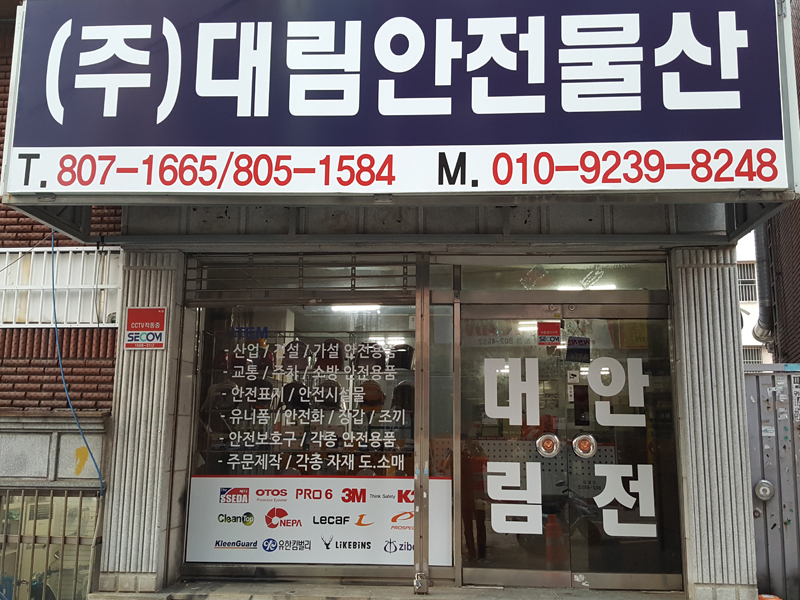 (주)대림안전물산
T. 807-1665/805-1584 M. 010-9239-8248
CCTV작동중
SECOM
ITEM
- 산업 / 건설 / 가설 안전용품
- 교통 / 주차 / 소방 안전용품
- 안전표지 / 안전시설물
- 유니폼 / 안전화 / 장갑 / 조끼
- 안전보호구 / 각종 안전용품
- 주문제작 / 각종 자재 도.소매
SSEDA OTOS PRO 6 3M Think Safety K2
CleanTop NEPA Lecaf PROSPECS
KleenGuard 유한킴벌리 LIKEBINS
SECOM
대 안
림 전